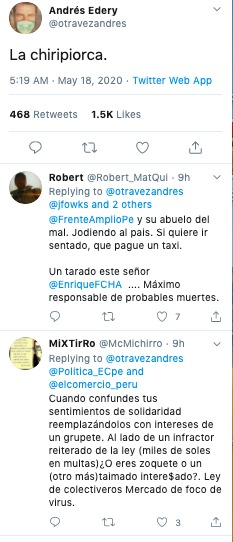 Andrés Edery
@otravezandres
La chiripiorca.
5:19 AM · May 18, 2020 · Twitter Web App
468 Retweets 1.5K Likes
Robert @Robert_MatQui · 9h
Replying to @otravezandres
@jfowks and 2 others
@FrenteAmplioPe y su abuelo del
mal. Jodiendo al pais. Si quiere ir
sentado, que pague un taxi.
Un tarado este señor
@EnriqueFCHA .... Máximo
responsable de probables muertes.
7
MiXTirRo @McMichirro · 9h
Replying to @otravezandres
@Politica_ECpe and
@elcomercio_peru
Cuando confundes tus
sentimientos de solidaridad
reemplazándolos con intereses de
un grupete. Al lado de un infractor
reiterado de la ley (miles de soles
en multas)¿O eres zoquete o un
(otro más)taimado intere$ado?. Ley
de colectiveros Mercado de foco de
virus.
3